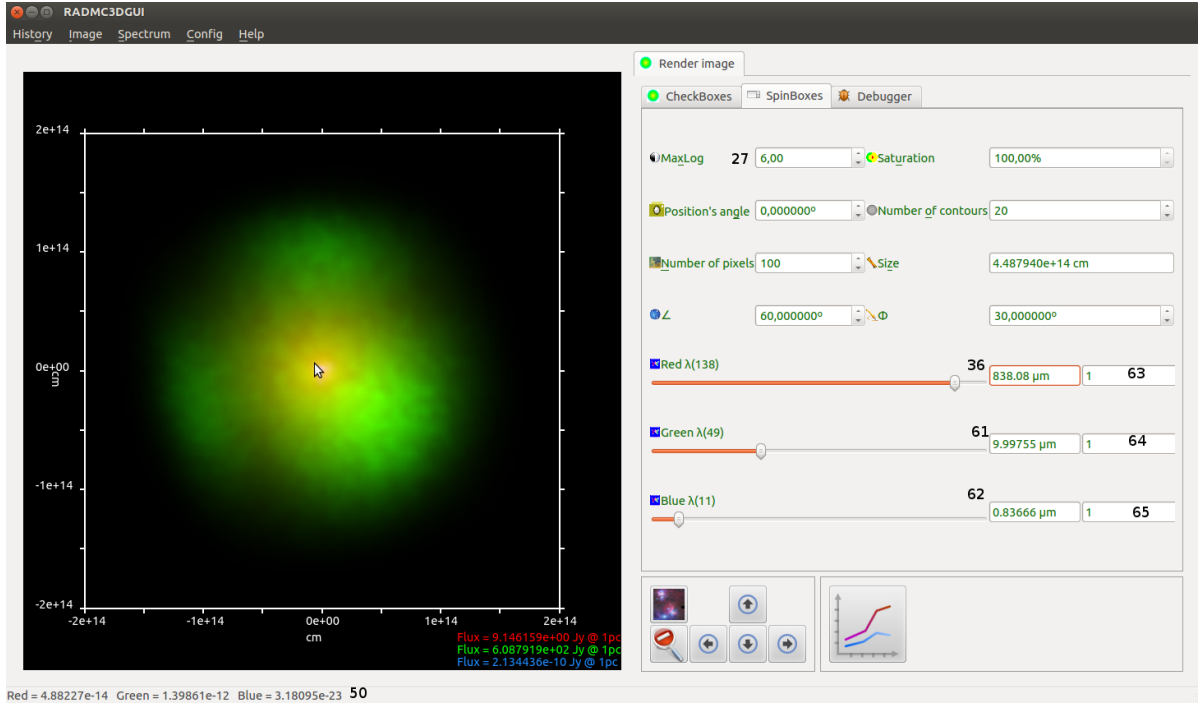 RADMC3DGUI
History Image Spectrum Config Help
Render image
CheckBoxes SpinBoxes Debugger
MaxLog 27 6,00 Saturation 100,00%
Position's angle 0,000000º Number of contours 20
Number of pixels 100 Size 4.487940e+14 cm
∠ 60,000000º Φ 30,000000º
Red λ(138) 36 838.08 µm 1 63
Green λ(49) 61 9.99755 µm 1 64
Blue λ(11) 62 0.83666 µm 1 65
2e+14
1e+14
0e+00
cm
-1e+14
-2e+14
-2e+14 -1e+14 0e+00 1e+14 2e+14
cm
Flux = 9.146159e+00 Jy @ 1pc
Flux = 6.087919e+02 Jy @ 1pc
Flux = 2.134436e-10 Jy @ 1pc
Red = 4.88227e-14 Green = 1.39861e-12 Blue = 3.18095e-23 50